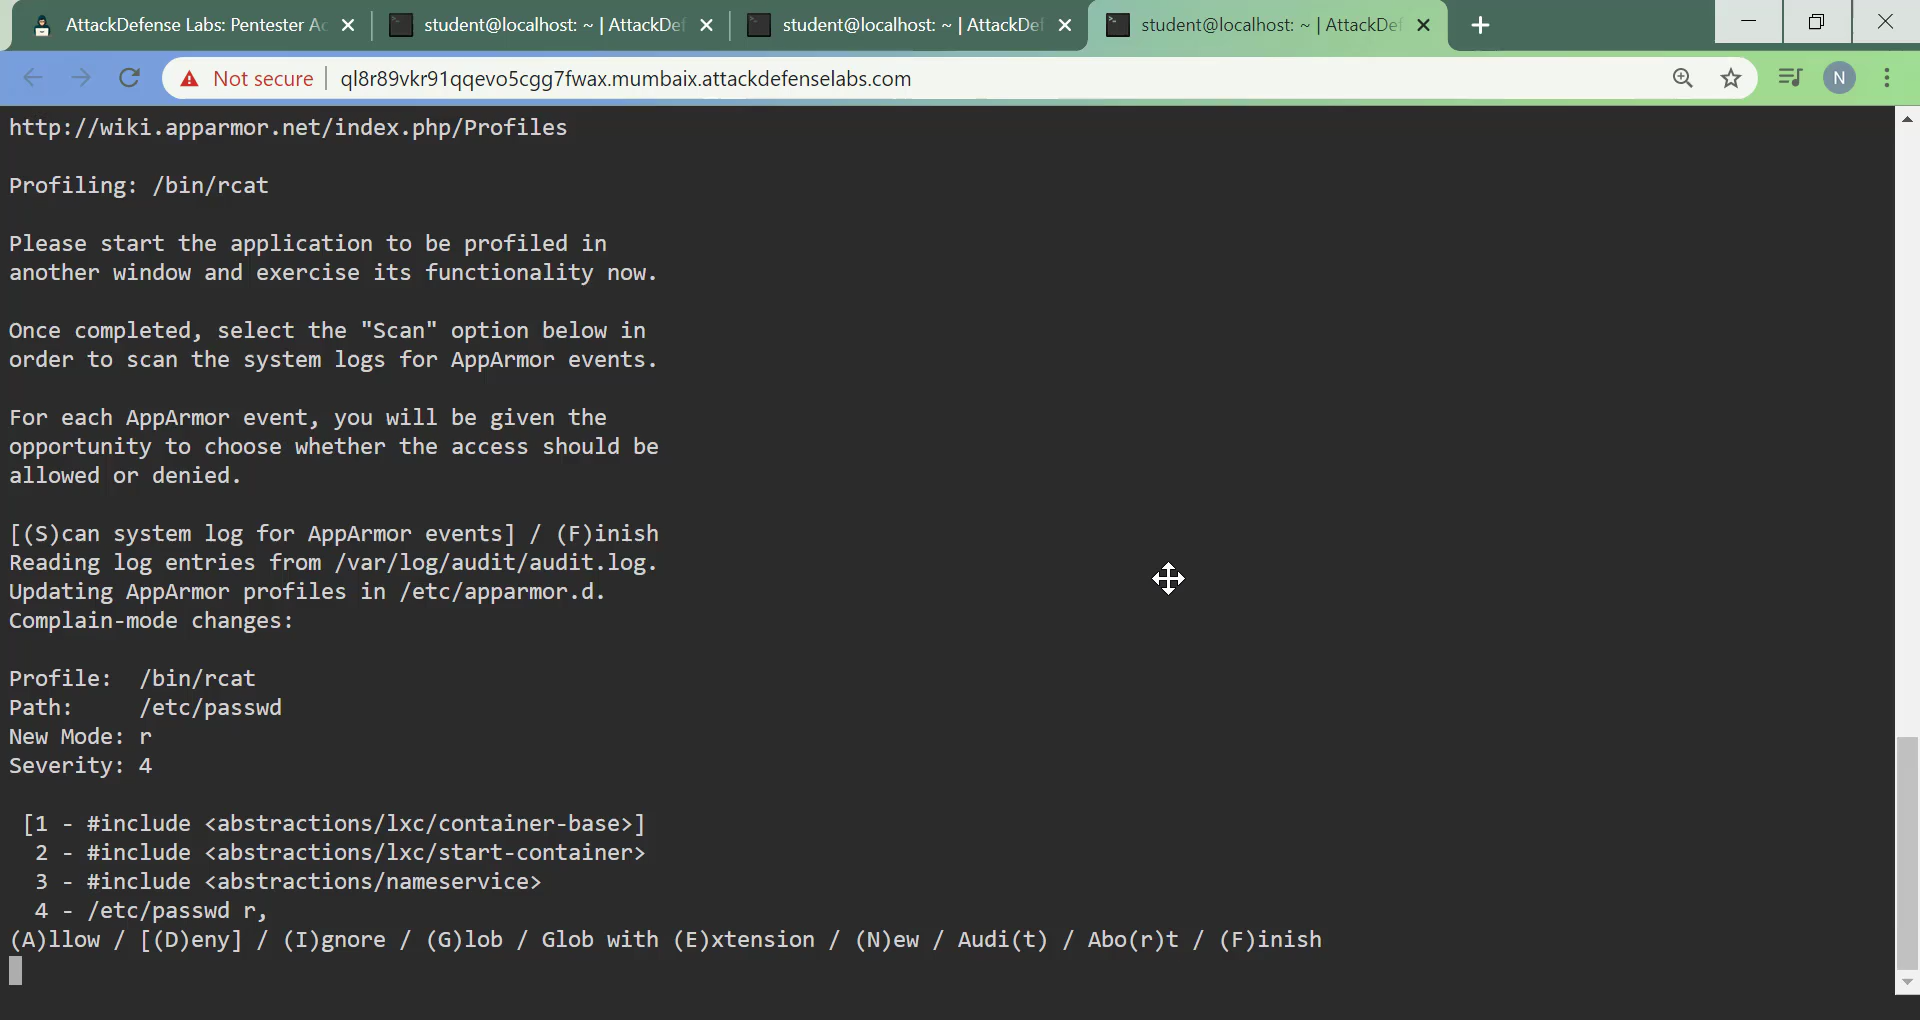 AttackDefense Labs: Pentester Ac
student@localhost: ~ | AttackDef
student@localhost: ~ | AttackDef
student@localhost: ~ | AttackDef
Not secure
ql8r89vkr91qqevo5cgg7fwax.mumbaix.attackdefenselabs.com
N
http://wiki.apparmor.net/index.php/Profiles
Profiling: /bin/rcat
Please start the application to be profiled in
another window and exercise its functionality now.
Once completed, select the "Scan" option below in
order to scan the system logs for AppArmor events.
For each AppArmor event, you will be given the
opportunity to choose whether the access should be
allowed or denied.
[(S)can system log for AppArmor events] / (F)inish
Reading log entries from /var/log/audit/audit.log.
Updating AppArmor profiles in /etc/apparmor.d.
Complain-mode changes:
Profile:  /bin/rcat
Path:     /etc/passwd
New Mode: r
Severity: 4
[1 - #include <abstractions/lxc/container-base>]
2 - #include <abstractions/lxc/start-container>
3 - #include <abstractions/nameservice>
4 - /etc/passwd r,
(A)llow / [(D)eny] / (I)gnore / (G)lob / Glob with (E)xtension / (N)ew / Audi(t) / Abo(r)t / (F)inish